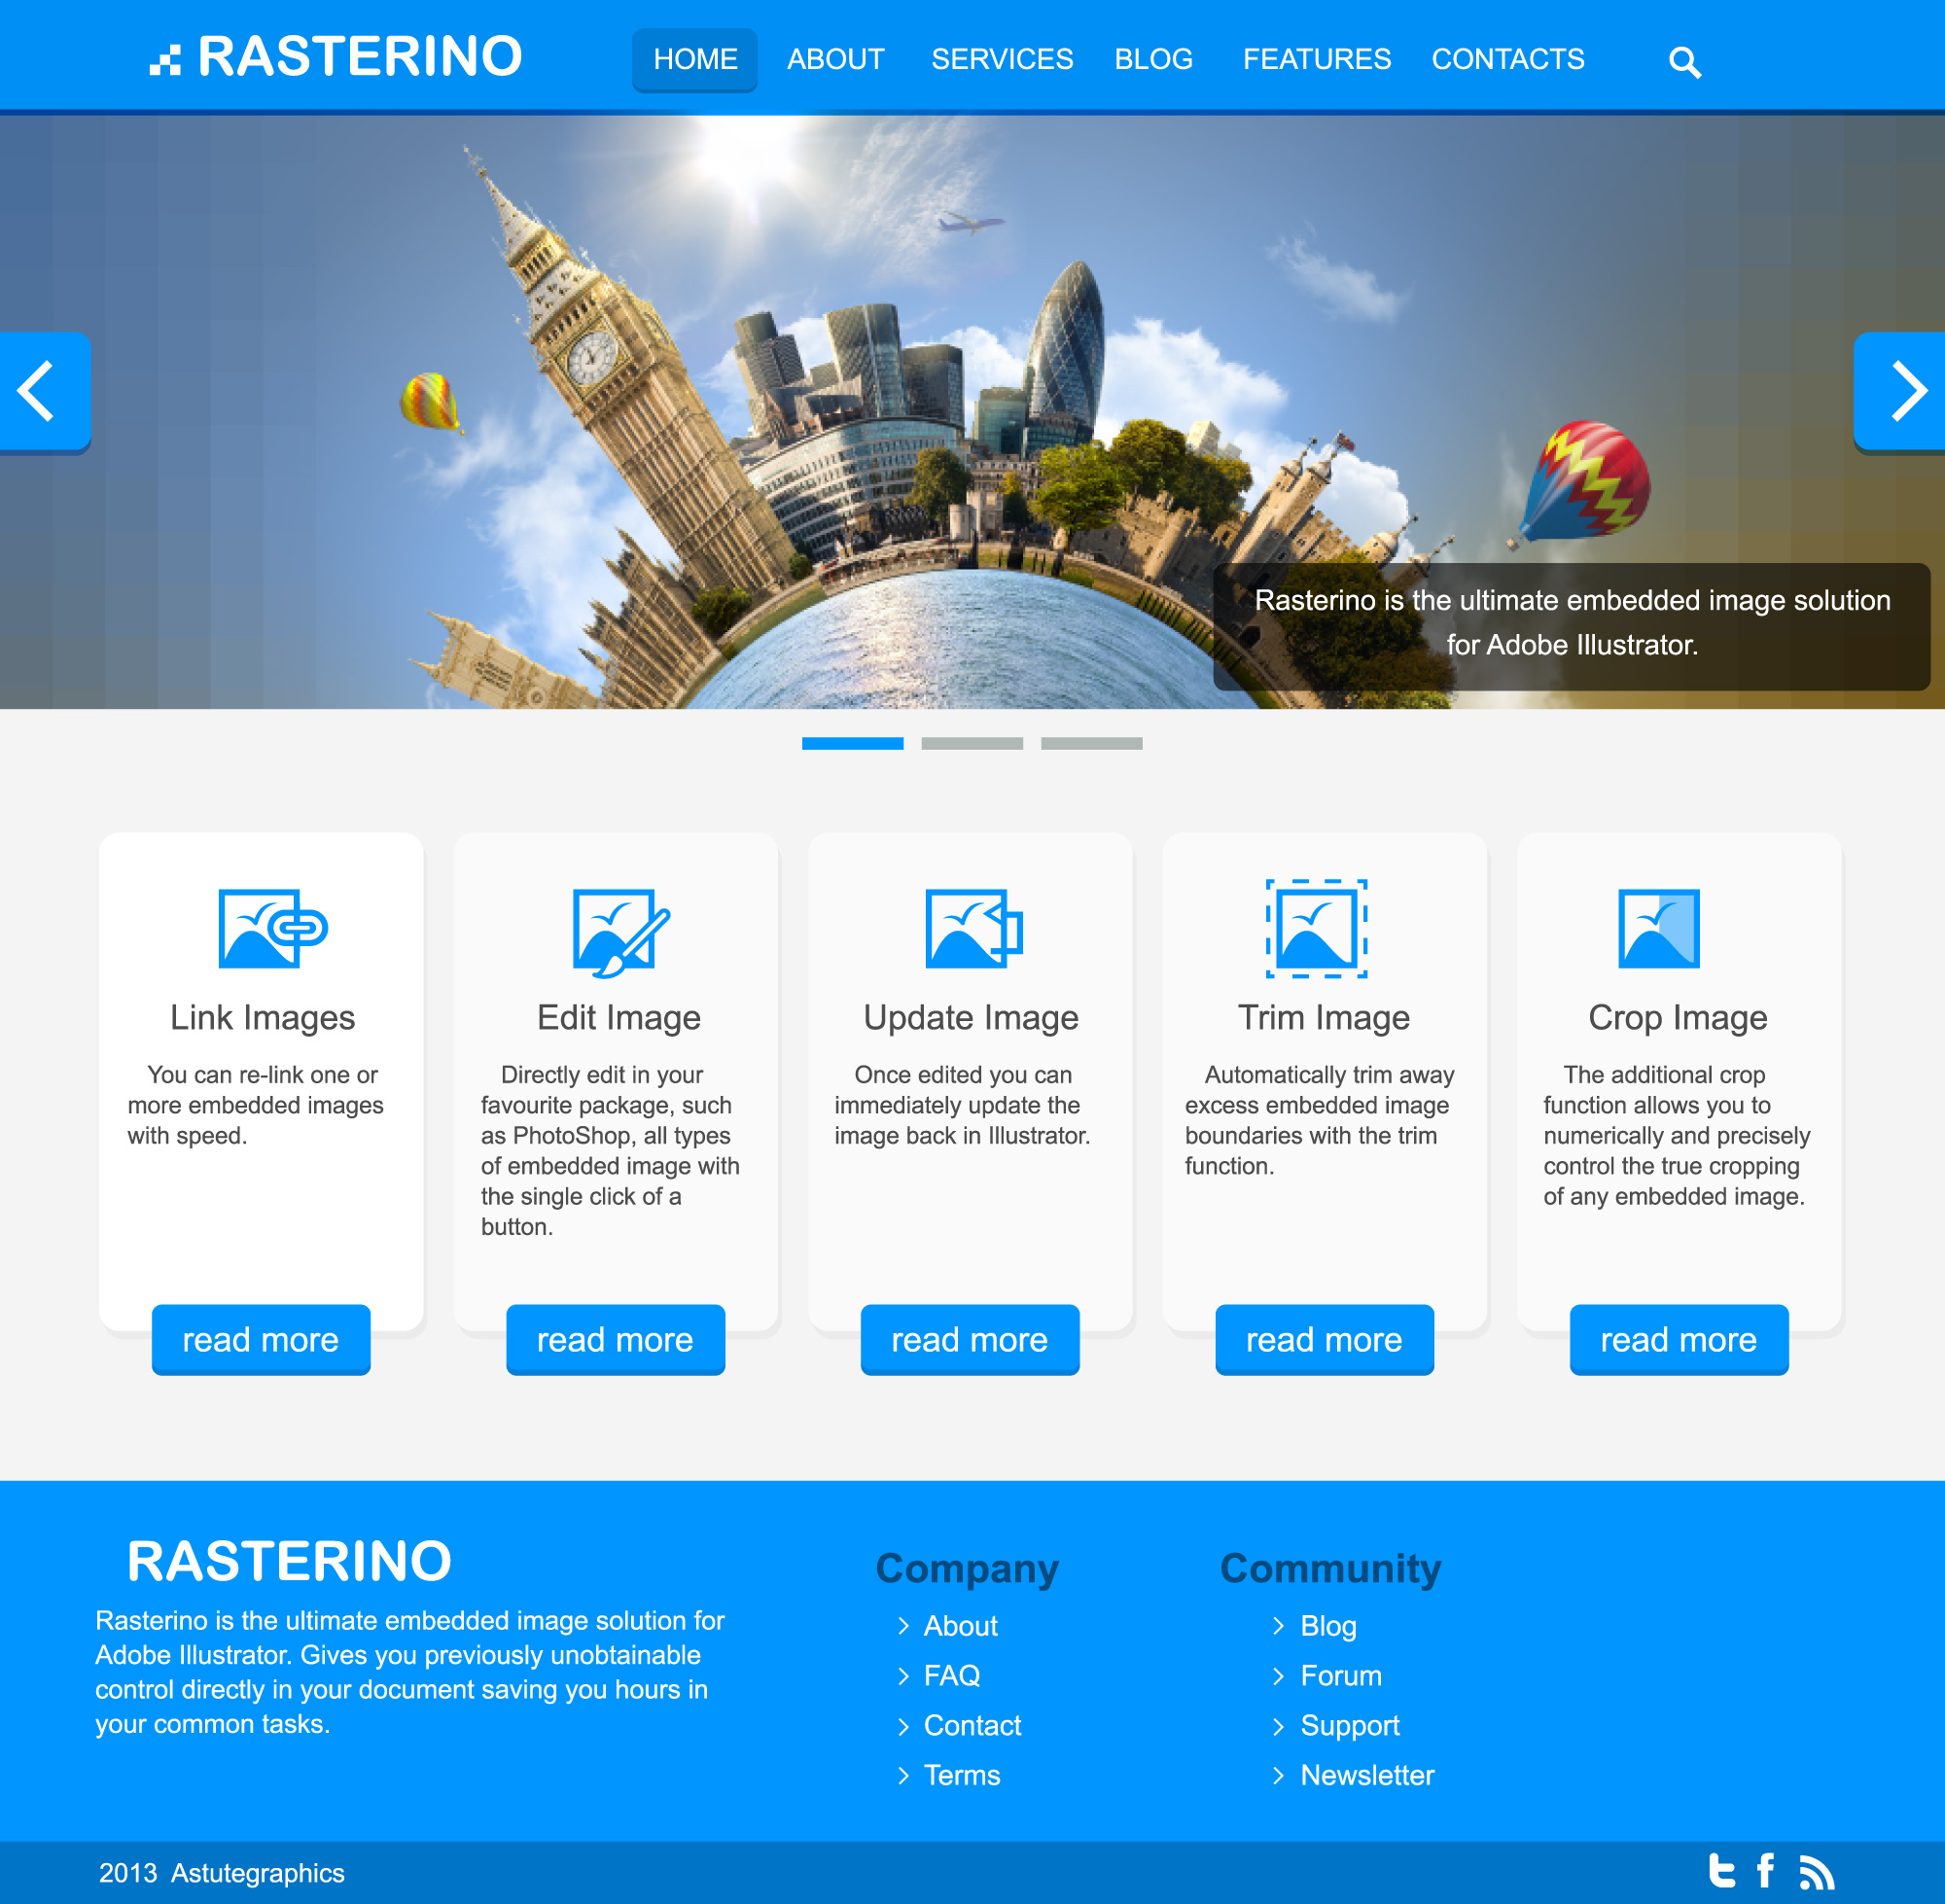 RASTERINO
HOME ABOUT SERVICES BLOG FEATURES CONTACTS
Rasterino is the ultimate embedded image solution
for Adobe Illustrator.
Link Images
You can re-link one or
more embedded images
with speed.
read more
Edit Image
Directly edit in your
favourite package, such
as PhotoShop, all types
of embedded image with
the single click of a
button.
read more
Update Image
Once edited you can
immediately update the
image back in Illustrator.
read more
Trim Image
Automatically trim away
excess embedded image
boundaries with the trim
function.
read more
Crop Image
The additional crop
function allows you to
numerically and precisely
control the true cropping
of any embedded image.
read more
RASTERINO
Rasterino is the ultimate embedded image solution for
Adobe Illustrator. Gives you previously unobtainable
control directly in your document saving you hours in
your common tasks.
Company
About
FAQ
Contact
Terms
Community
Blog
Forum
Support
Newsletter
2013 Astutegraphics